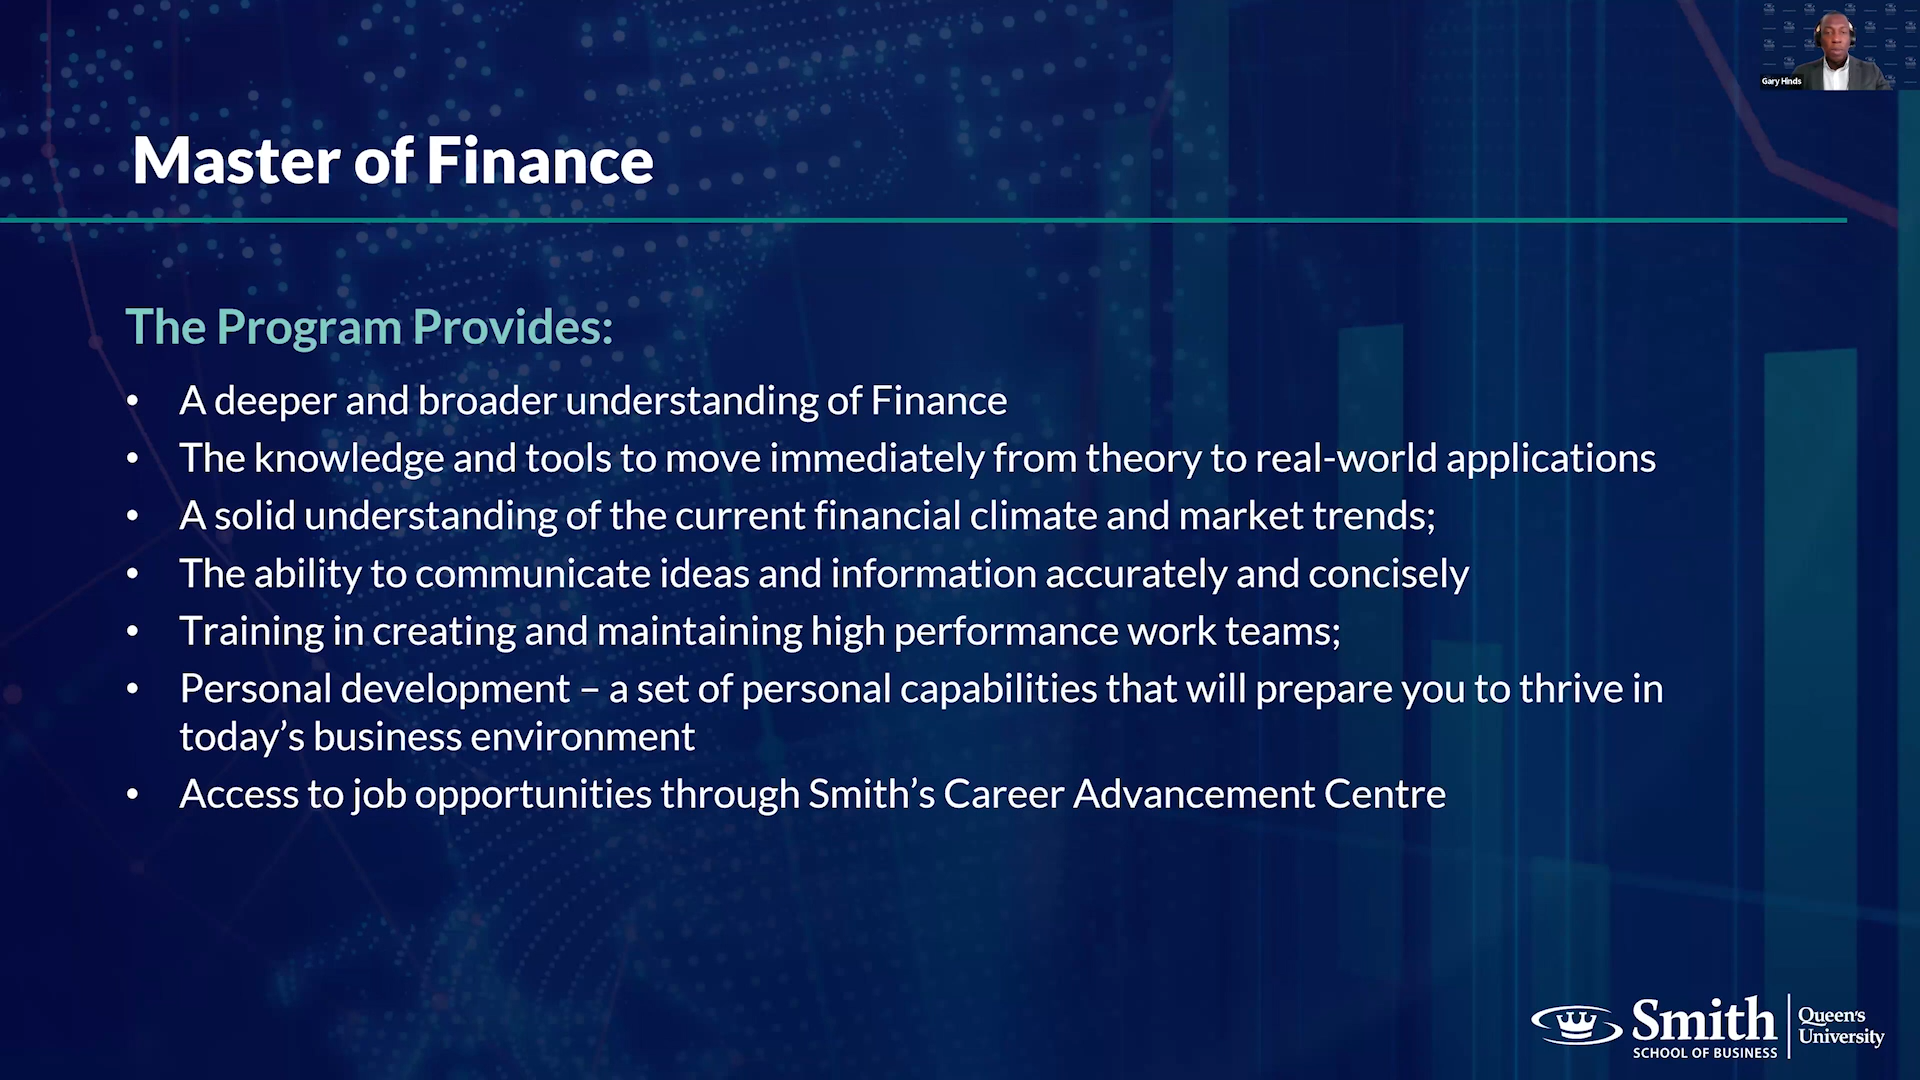 Gary Hinds
Master of Finance
The Program Provides:
• A deeper and broader understanding of Finance
• The knowledge and tools to move immediately from theory to real-world applications
• A solid understanding of the current financial climate and market trends;
• The ability to communicate ideas and information accurately and concisely
• Training in creating and maintaining high performance work teams;
• Personal development – a set of personal capabilities that will prepare you to thrive in
today’s business environment
• Access to job opportunities through Smith’s Career Advancement Centre
Smith
SCHOOL OF BUSINESS
Queen's
University